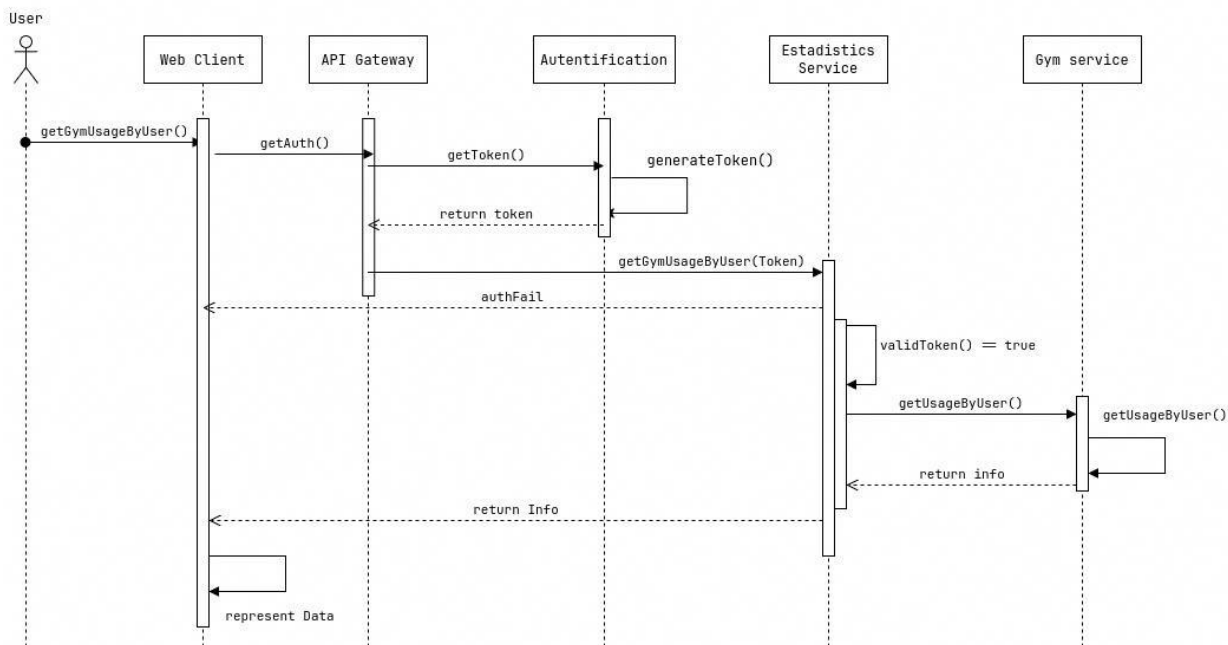 User
Web Client
API Gateway
Autentification
Estadistics
Service
Gym service
getGymUsageByUser()
getAuth()
getToken()
generateToken()
return token
getGymUsageByUser(Token)
authFail
validToken() == true
getUsageByUser()
getUsageByUser()
return info
return Info
represent Data